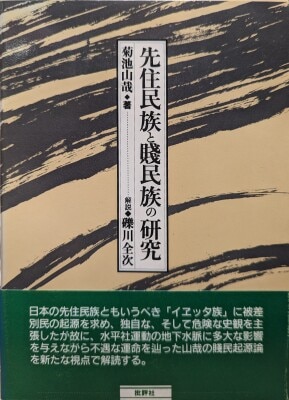 先住民族と賤民族の研究
菊池山哉◆著
解説◆礫川全次
日本の先住民族ともいうべき「イエッタ族」に被差
別民の起源を求め、独自な、そして危険な史観を主
張したが故に、水平社運動の地下水脈に多大な影響
を与えながら不遇な運命を辿った山哉の賤民起源論
を新たな視点で解読する。
批評社